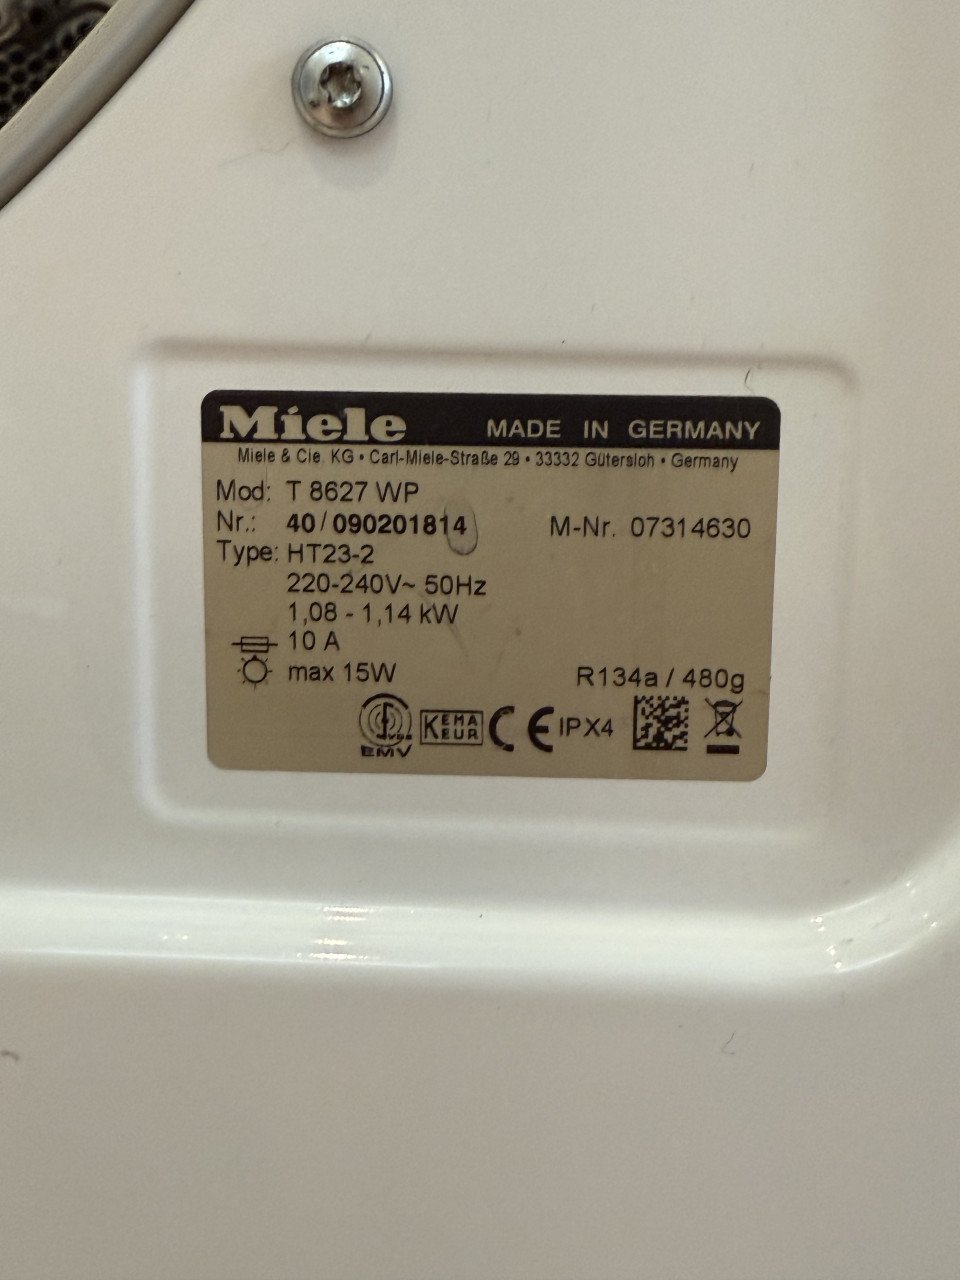 Miele MADE IN GERMANY
Miele & Cie. KG • Carl-Miele-Straße 29 • 33332 Gütersloh • Germany
Mod: T 8627 WP
Nr.: 40/090201814 M-Nr. 07314630
Type: HT23-2
220-240V~ 50Hz
1,08 - 1,14 kW
10 A
max 15W R134a / 480g
EMV KEMA KEUR CE IPX4